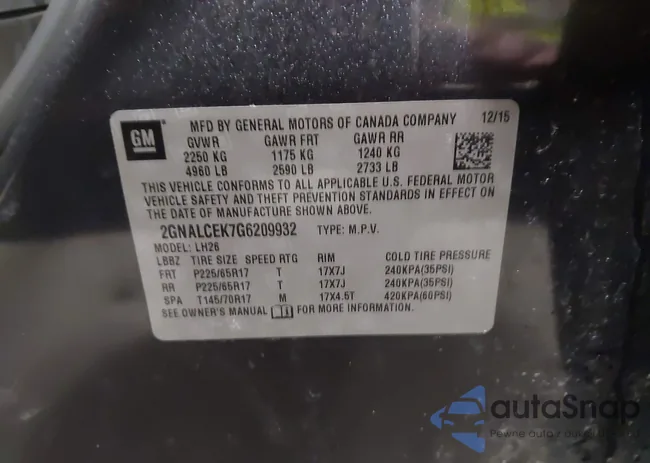 GM
MFD BY GENERAL MOTORS OF CANADA COMPANY 12/15
GVWR GAWR FRT GAWR RR
2250 KG 1175 KG 1240 KG
4960 LB 2590 LB 2733 LB
THIS VEHICLE CONFORMS TO ALL APPLICABLE U.S. FEDERAL MOTOR
VEHICLE SAFETY AND THEFT PREVENTION STANDARDS IN EFFECT ON
THE DATE OF MANUFACTURE SHOWN ABOVE.
2GNALCEK7G6209932 TYPE: M.P.V.
MODEL: LH26
LBBZ TIRE SIZE SPEED RTG RIM COLD TIRE PRESSURE
FRT P225/65R17 T 17X7J 240KPA(35PSI)
RR P225/65R17 T 17X7J 240KPA(35PSI)
SPA T145/70R17 M 17X4.5T 420KPA(60PSI)
SEE OWNER'S MANUAL FOR MORE INFORMATION.
autaSnap
- Pewne auta z